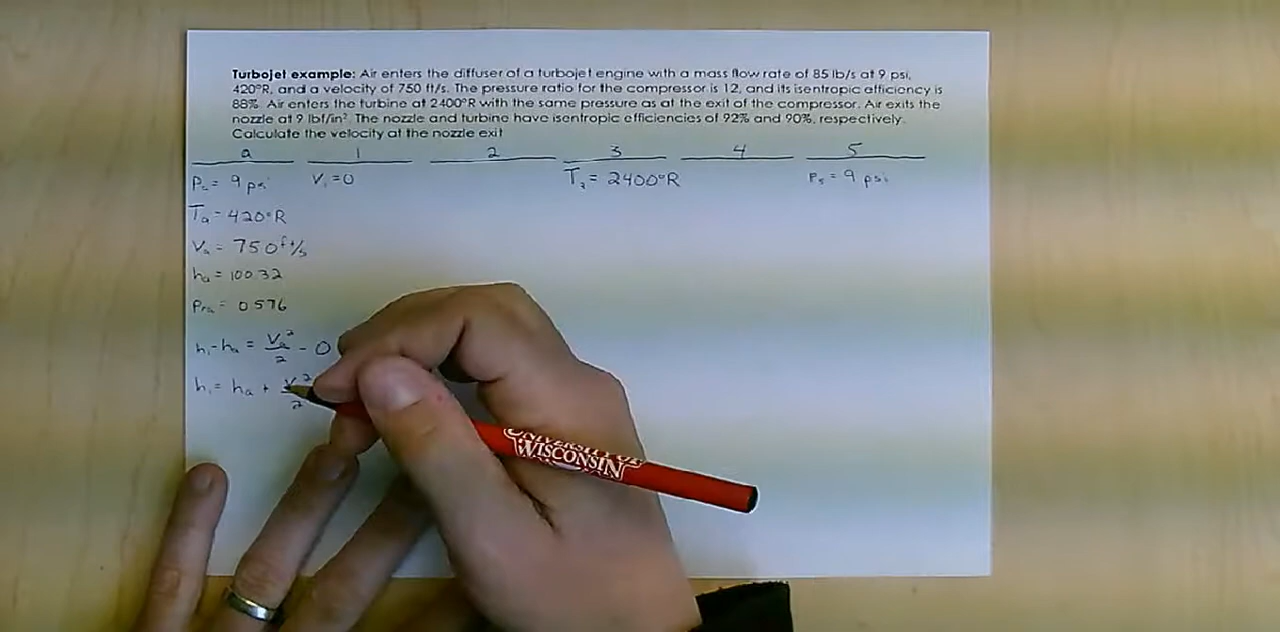 Turbojet example: Air enters the diffuser of a turbojet engine with a mass flow rate of 85 lb/s at 9 psi,
420°R, and a velocity of 750 ft/s. The pressure ratio for the compressor is 12, and its isentropic efficiency is
88%. Air enters the turbine at 2400°R with the same pressure as at the exit of the compressor. Air exits the
nozzle at 9 lbf/in². The nozzle and turbine have isentropic efficiencies of 92% and 90%, respectively.
Calculate the velocity at the nozzle exit
a 1 2 3 4 5
Pₐ = 9 psi V₁ = 0 T₃ = 2400°R P₅ = 9 psi
Tₐ = 420°R
Vₐ = 750 ft/s
hₐ = 100.32
Prₐ = 0.576
h₁ - hₐ = Vₐ²/2 - 0
h₁ = hₐ + Vₐ²/2
UNIVERSITY OF
WISCONSIN